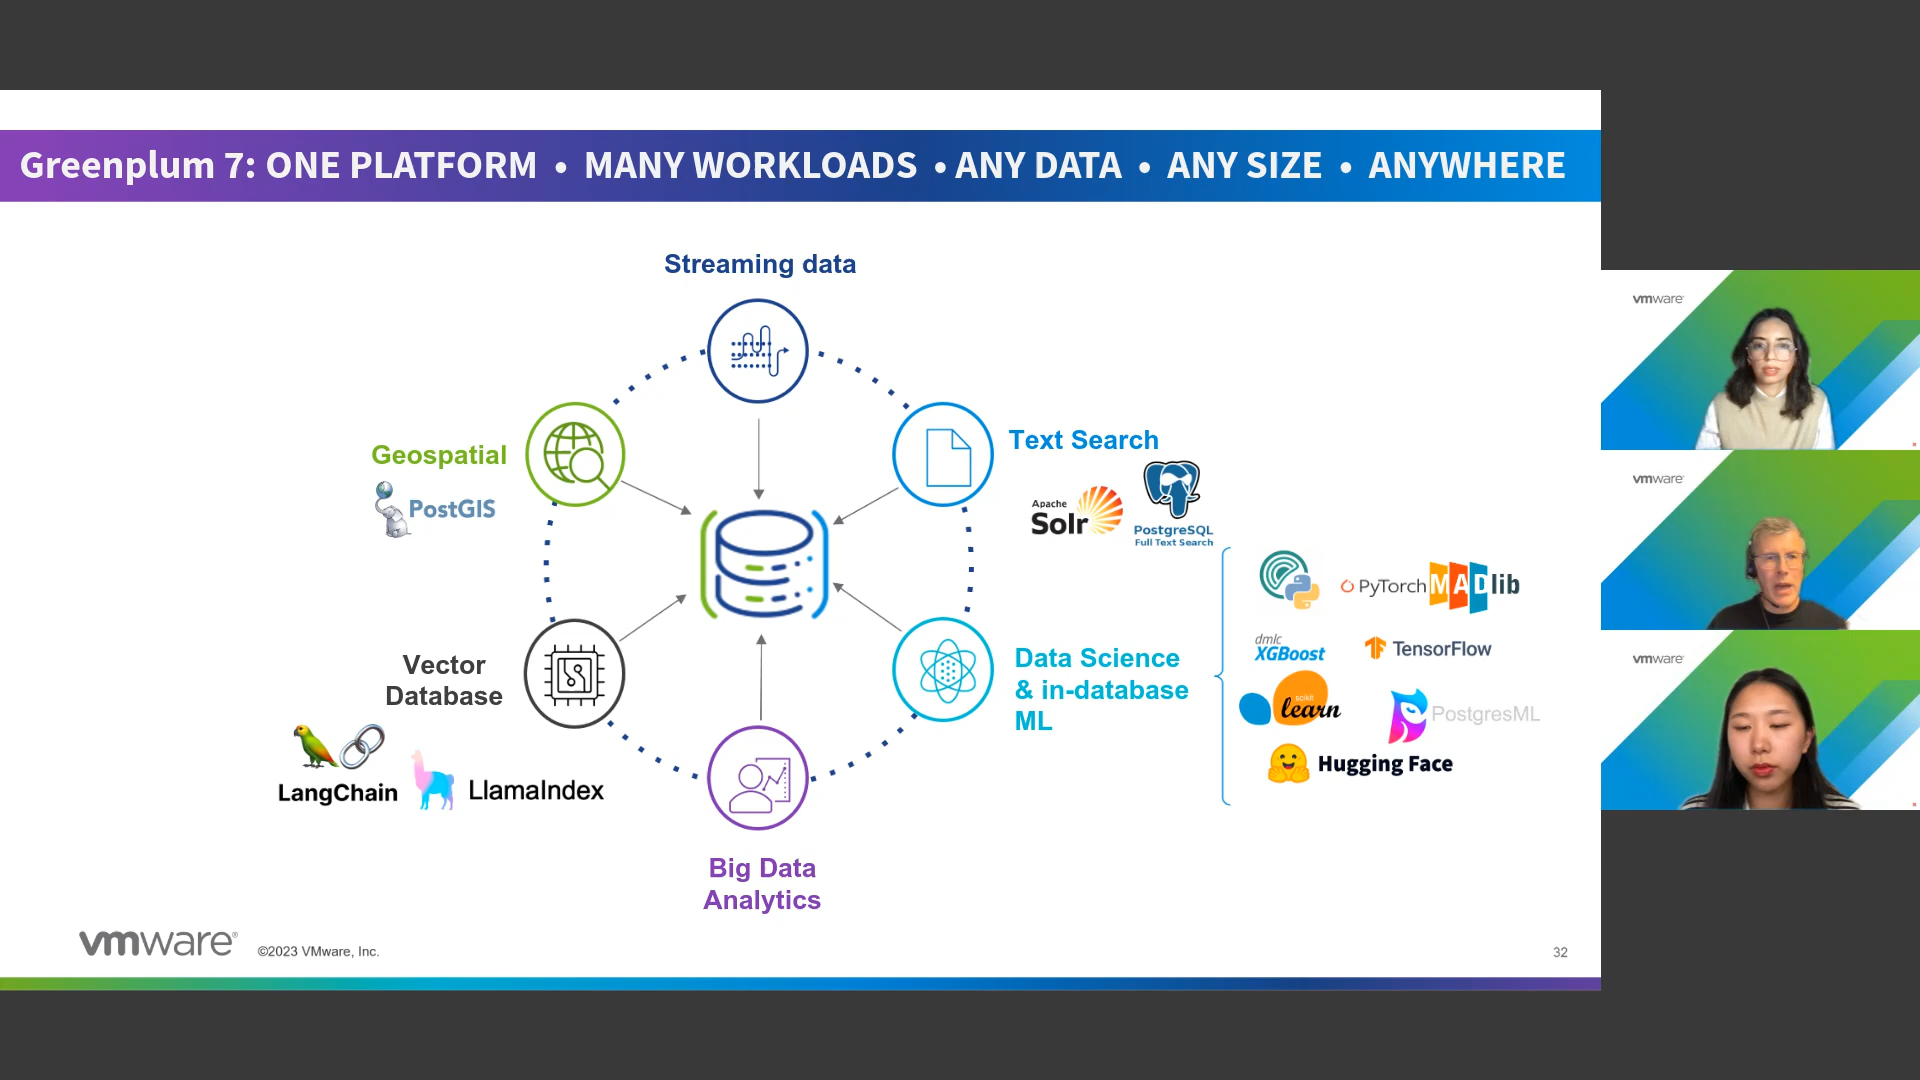 Greenplum 7: ONE PLATFORM • MANY WORKLOADS • ANY DATA • ANY SIZE • ANYWHERE
Streaming data
Geospatial
PostGIS
Text Search
Apache
Solr
PostgreSQL
Full Text Search
Vector
Database
LangChain
LlamaIndex
Data Science
& in-database
ML
PyTorch
MADlib
dmlc
XGBoost
TensorFlow
scikit
learn
PostgresML
Hugging Face
Big Data
Analytics
vmware®
©2023 VMware, Inc.
32
vmware
vmware
vmware